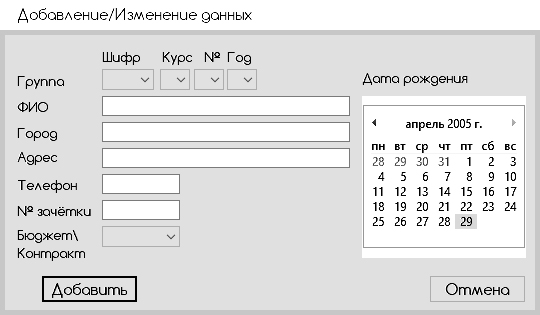 Добавление/Изменение данных
Шифр Курс № Год
Группа
Дата рождения
ФИО
Город
Адрес
Телефон
№ зачётки
Бюджет\
Контракт
апрель 2005 г.
пн вт ср чт пт сб вс
28 29 30 31 1 2 3
4 5 6 7 8 9 10
11 12 13 14 15 16 17
18 19 20 21 22 23 24
25 26 27 28 29
Добавить
Отмена